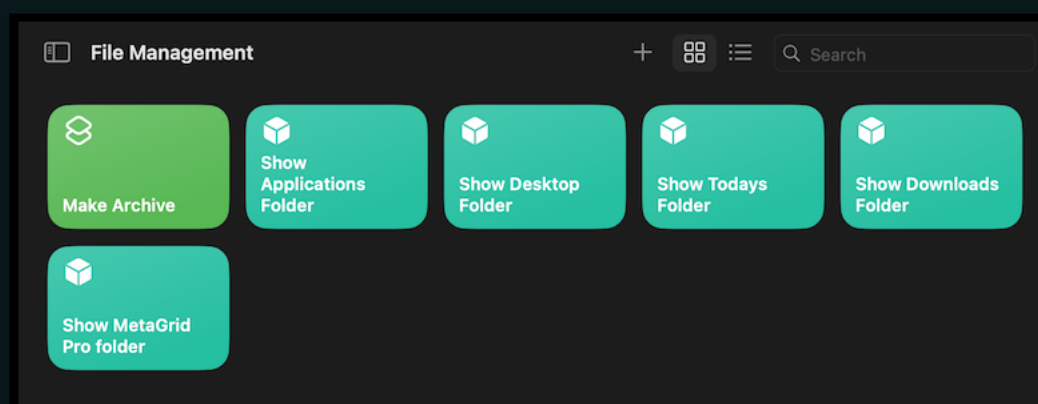 File Management
Search
Make Archive
Show
Applications
Folder
Show Desktop
Folder
Show Todays
Folder
Show Downloads
Folder
Show MetaGrid
Pro folder